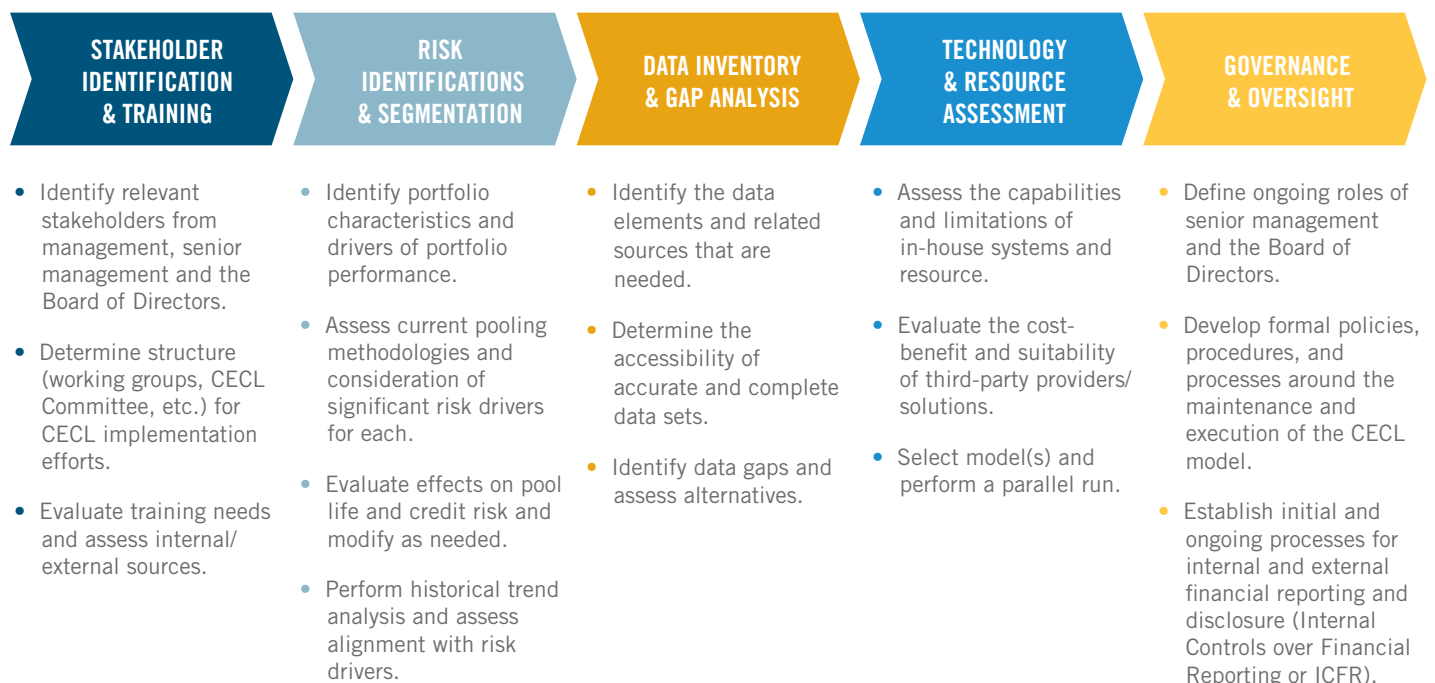 STAKEHOLDER
IDENTIFICATION
& TRAINING
• Identify relevant
stakeholders from
management, senior
management and the
Board of Directors.
• Determine structure
(working groups, CECL
Committee, etc.) for
CECL implementation
efforts.
• Evaluate training needs
and assess internal/
external sources.
RISK
IDENTIFICATIONS
& SEGMENTATION
• Identify portfolio
characteristics and
drivers of portfolio
performance.
• Assess current pooling
methodologies and
consideration of
significant risk drivers
for each.
• Evaluate effects on pool
life and credit risk and
modify as needed.
• Perform historical trend
analysis and assess
alignment with risk
drivers.
DATA INVENTORY
& GAP ANALYSIS
• Identify the data
elements and related
sources that are
needed.
• Determine the
accessibility of
accurate and complete
data sets.
• Identify data gaps and
assess alternatives.
TECHNOLOGY
& RESOURCE
ASSESSMENT
• Assess the capabilities
and limitations of
in-house systems and
resource.
• Evaluate the cost-
benefit and suitability
of third-party providers/
solutions.
• Select model(s) and
perform a parallel run.
GOVERNANCE
& OVERSIGHT
• Define ongoing roles of
senior management
and the Board of
Directors.
• Develop formal policies,
procedures, and
processes around the
maintenance and
execution of the CECL
model.
• Establish initial and
ongoing processes for
internal and external
financial reporting and
disclosure (Internal
Controls over Financial
Reporting or ICFR).